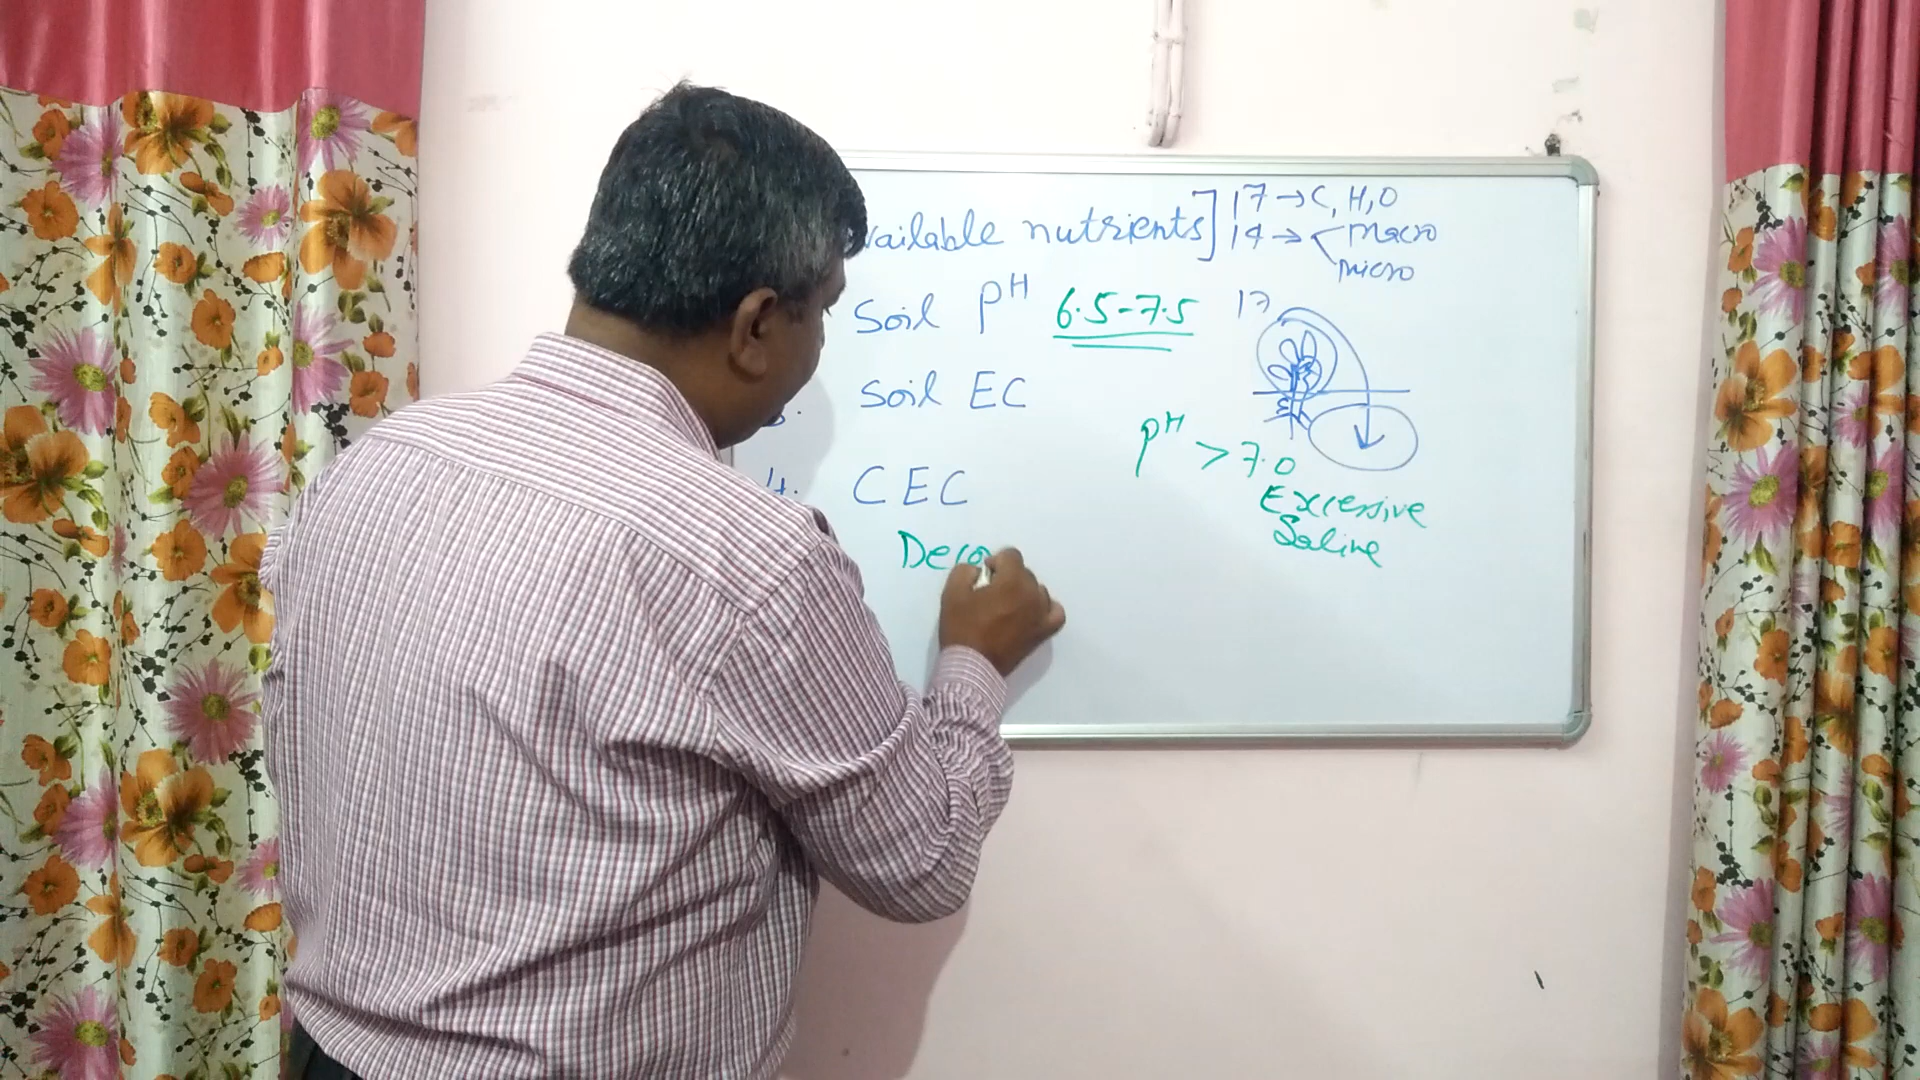 vailable nutrients] 17 → C, H, O
14 → Macro
micro
Soil PH 6.5-7.5
17
3. Soil EC
PH > 7.0
Excessive
Saline
4. CEC
Deco